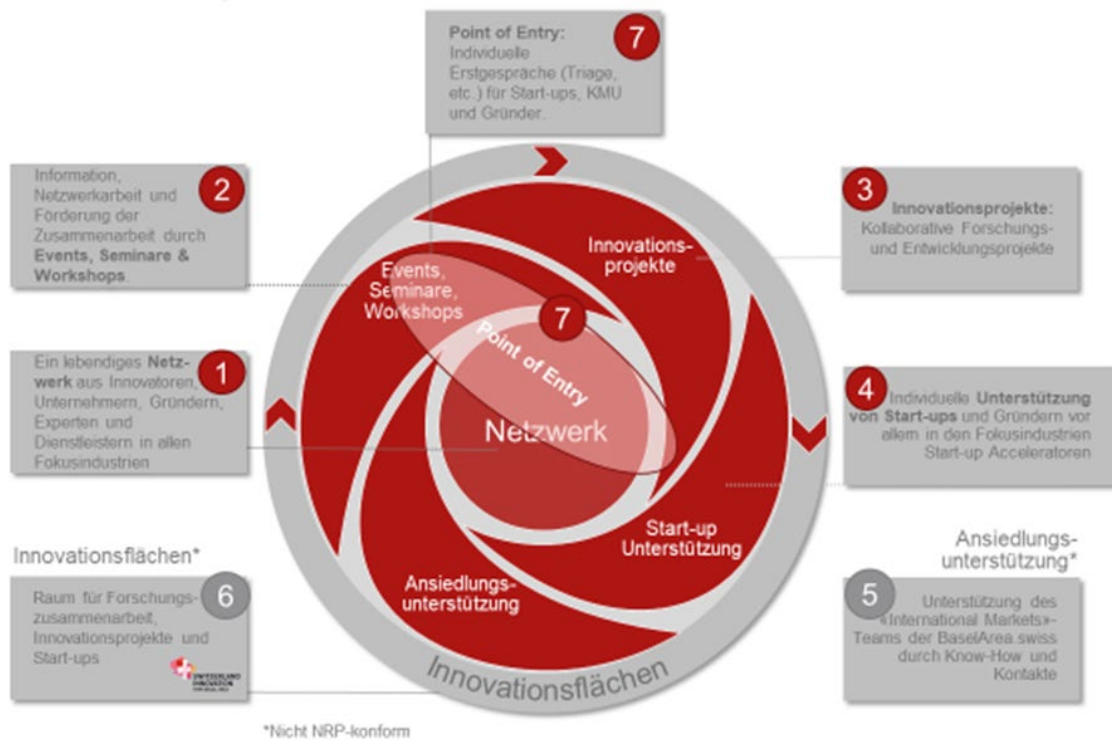 Point of Entry:
Individuelle
Erstgespräche (Triage,
etc.) für Start-ups, KMU
und Gründer.
7
Information,
Netzwerkarbeit und
Förderung der
Zusammenarbeit durch
Events, Seminare &
Workshops.
2
3
Innovationsprojekte:
Kollaborative Forschungs-
und Entwicklungsprojekte
Innovations-
projekte
Events,
Seminare,
Workshops
7
Point of Entry
Netzwerk
Ein lebendiges Netz-
werk aus Innovatoren,
Unternehmern, Gründern,
Experten und
Dienstleistern in allen
Fokusindustrien
1
4
Individuelle Unterstützung
von Start-ups und Gründern vor
allem in den Fokusindustrien
Start-up Acceleratoren
Start-up
Unterstützung
Ansiedlungs-
unterstützung
Innovationsflächen
Innovationsflächen*
Raum für Forschungs-
zusammenarbeit,
Innovationsprojekte und
Start-ups
6
SWITZERLAND
INNOVATION
Ansiedlungs-
unterstützung*
5
Unterstützung des
«International Markets»-
Teams der BaselArea.swiss
durch Know-How und
Kontakte
*Nicht NRP-konform